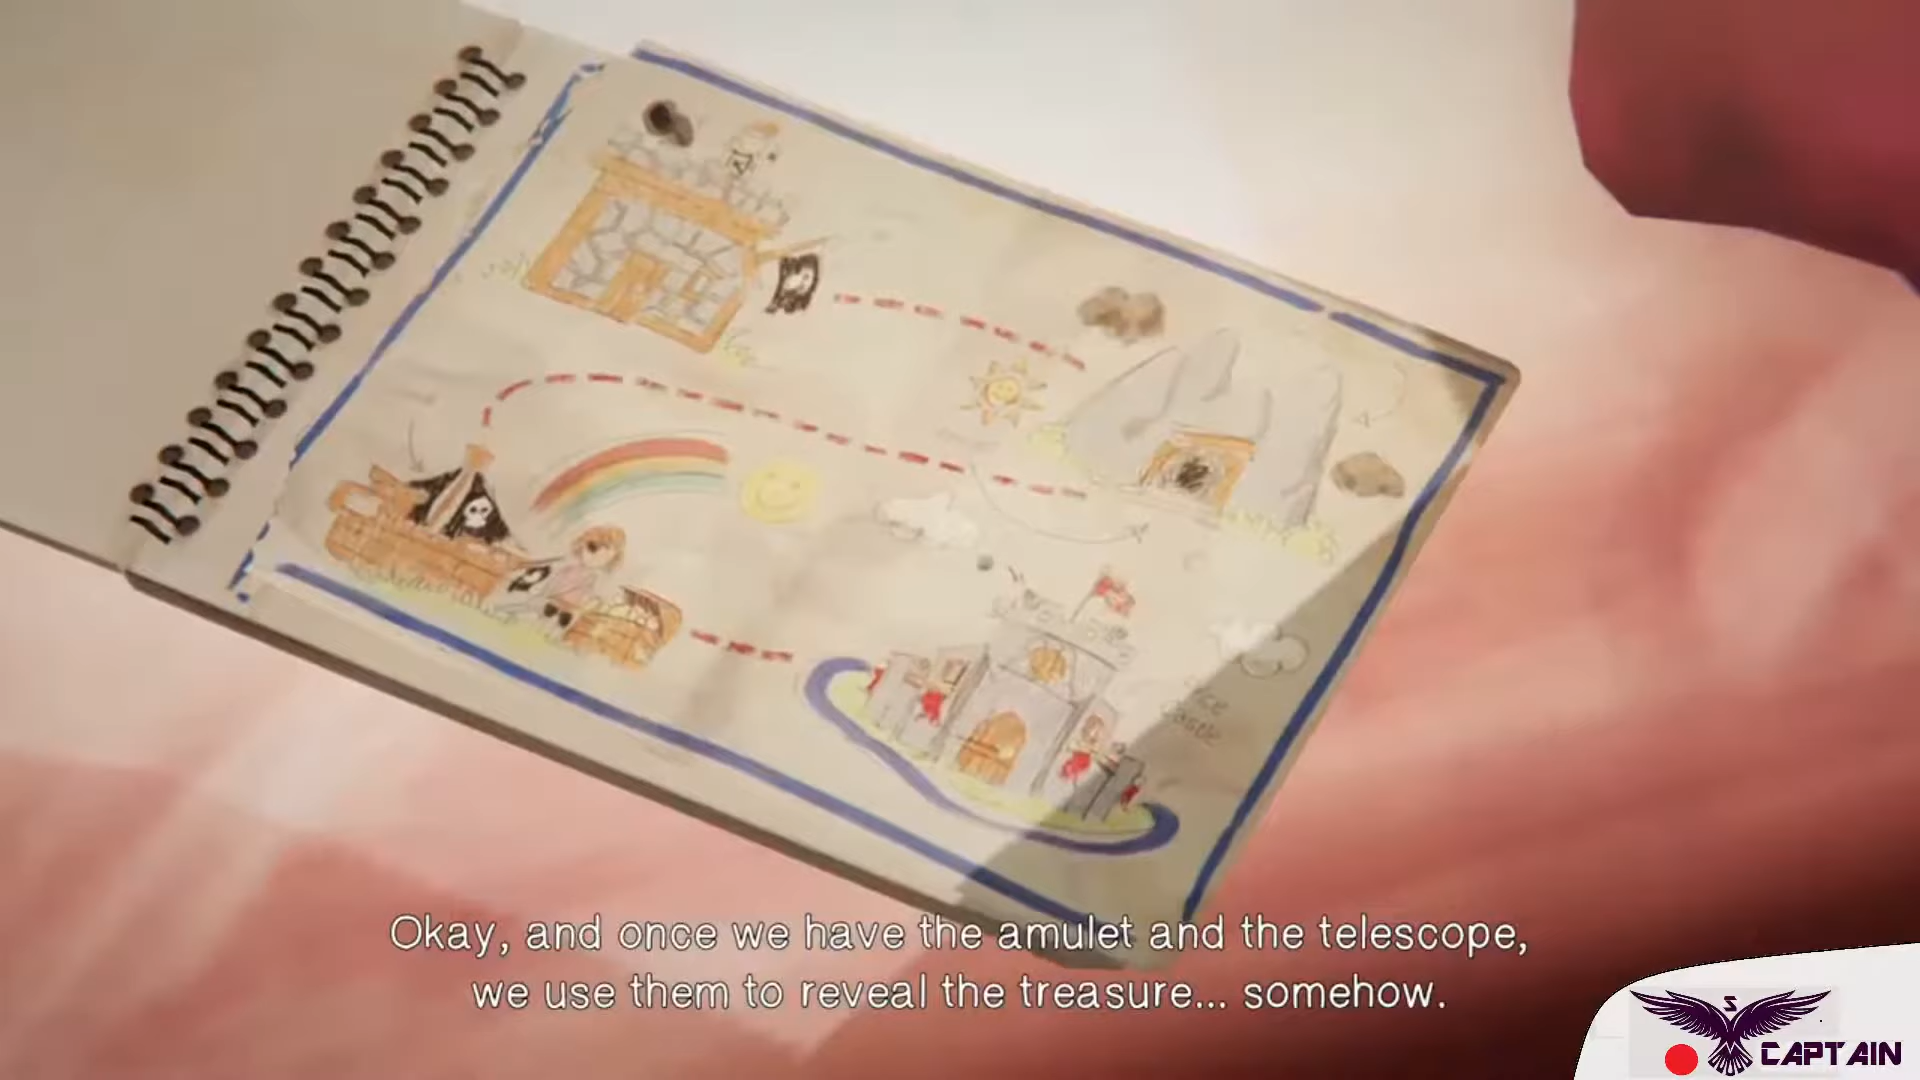 Okay, and once we have the amulet and the telescope,
we use them to reveal the treasure... somehow.
S
CAPTAIN